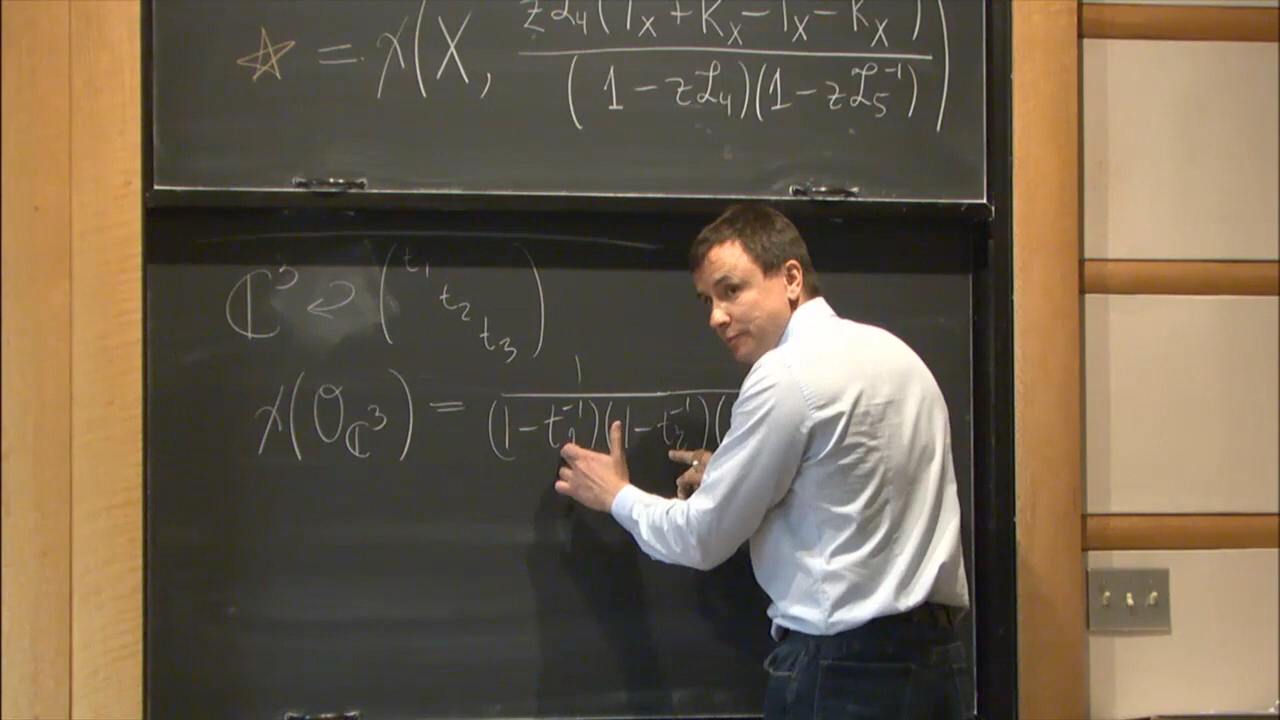 ☆ = χ(X, zℒ₄(T_X + K_X − T_X − K_X) / (1 − zℒ₄)(1 − zℒ₅⁻¹))
ℂ³ ↩ (t₁ t₂ t₃)
χ(𝒪_ℂ³) = 1 / (1 − t₁⁻¹)(1 − t₂⁻¹)(